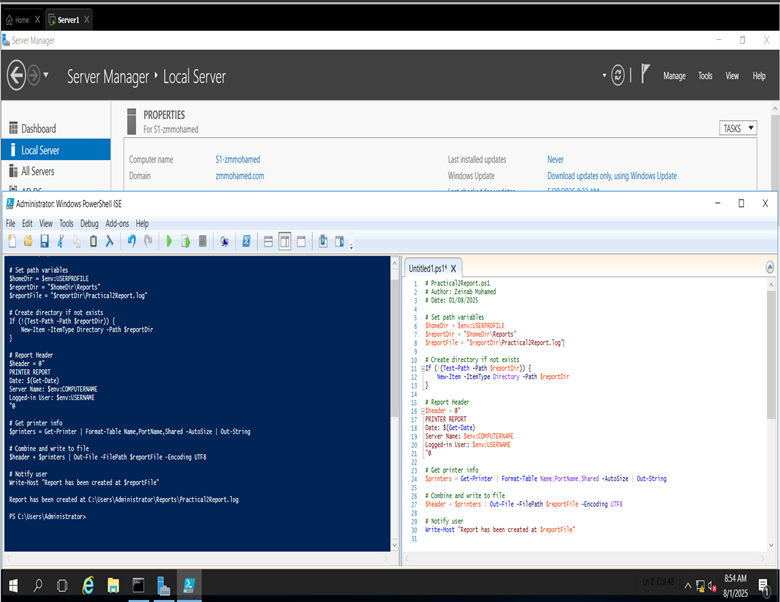 Home
Server1
Server Manager
Server Manager ‣ Local Server
Manage Tools View Help
Dashboard
Local Server
All Servers
PROPERTIES
For S1-zmmohamed
TASKS
Computer name S1-zmmohamed
Domain zmmohamed.com
Last installed updates Never
Windows Update Download updates only, using Windows Update
Administrator: Windows PowerShell ISE
File Edit View Tools Debug Add-ons Help
# Set path variables
$homeDir = $env:USERPROFILE
$reportDir = "$homeDir\Reports"
$reportFile = "$reportDir\Practical2Report.log"
# Create directory if not exists
If (!(Test-Path -Path $reportDir)) {
New-Item -ItemType Directory -Path $reportDir
}
# Report Header
$header = @"
PRINTER REPORT
Date: $(Get-Date)
Server Name: $env:COMPUTERNAME
Logged-in User: $env:USERNAME
"@
# Get printer info
$printers = Get-Printer | Format-Table Name,PortName,Shared -AutoSize | Out-String
# Combine and write to file
$header + $printers | Out-File -FilePath $reportFile -Encoding UTF8
# Notify user
Write-Host "Report has been created at $reportFile"
Report has been created at C:\Users\Administrator\Reports\Practical2Report.log
PS C:\Users\Administrator>
Untitled1.ps1*
1 # Practical2Report.ps1
2 # Author: Zeinab Mohamed
3 # Date: 01/08/2025
4
5 # Set path variables
6 $homeDir = $env:USERPROFILE
7 $reportDir = "$homeDir\Reports"
8 $reportFile = "$reportDir\Practical2Report.log"
9
10 # Create directory if not exists
11 If (!(Test-Path -Path $reportDir)) {
12 New-Item -ItemType Directory -Path $reportDir
13 }
14
15 # Report Header
16 $header = @"
17 PRINTER REPORT
18 Date: $(Get-Date)
19 Server Name: $env:COMPUTERNAME
20 Logged-in User: $env:USERNAME
21 "@
22
23 # Get printer info
24 $printers = Get-Printer | Format-Table Name,PortName,Shared -AutoSize | Out-String
25
26 # Combine and write to file
27 $header + $printers | Out-File -FilePath $reportFile -Encoding UTF8
28
29 # Notify user
30 Write-Host "Report has been created at $reportFile"
31
8:54 AM
8/1/2025